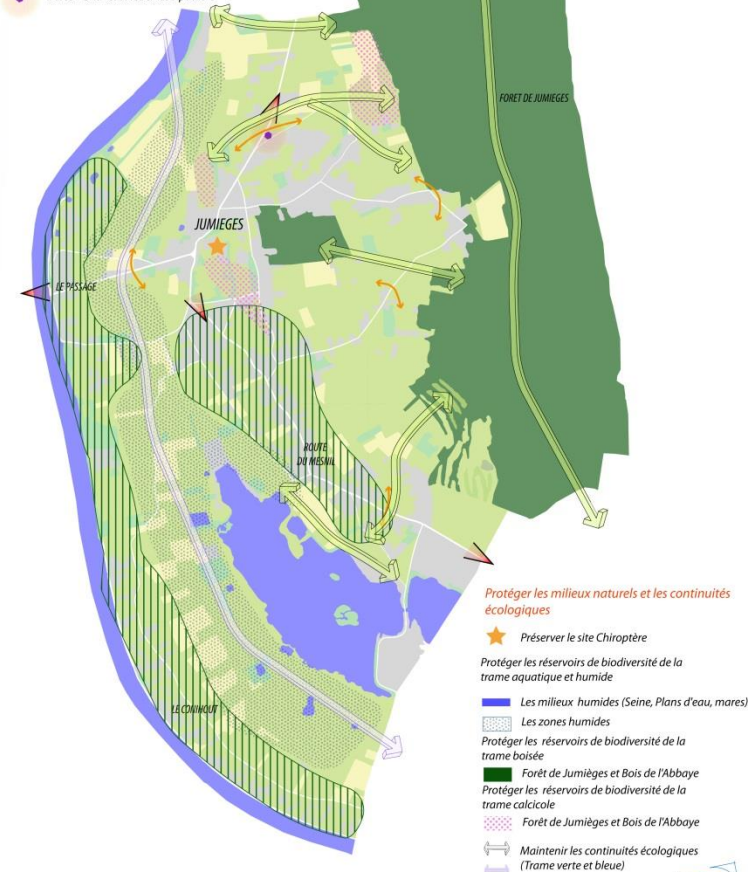 FORET DE JUMIEGES
JUMIEGES
LE PASSAGE
ROUTE
DU MESNIL
LE CONIHOUT
Protéger les milieux naturels et les continuités
écologiques
Préserver le site Chiroptère
Protéger les réservoirs de biodiversité de la
trame aquatique et humide
Les milieux humides (Seine, Plans d'eau, mares)
Les zones humides
Protéger les réservoirs de biodiversité de la
trame boisée
Forêt de Jumièges et Bois de l'Abbaye
Protéger les réservoirs de biodiversité de la
trame calcicole
Forêt de Jumièges et Bois de l'Abbaye
Maintenir les continuités écologiques
(Trame verte et bleue)